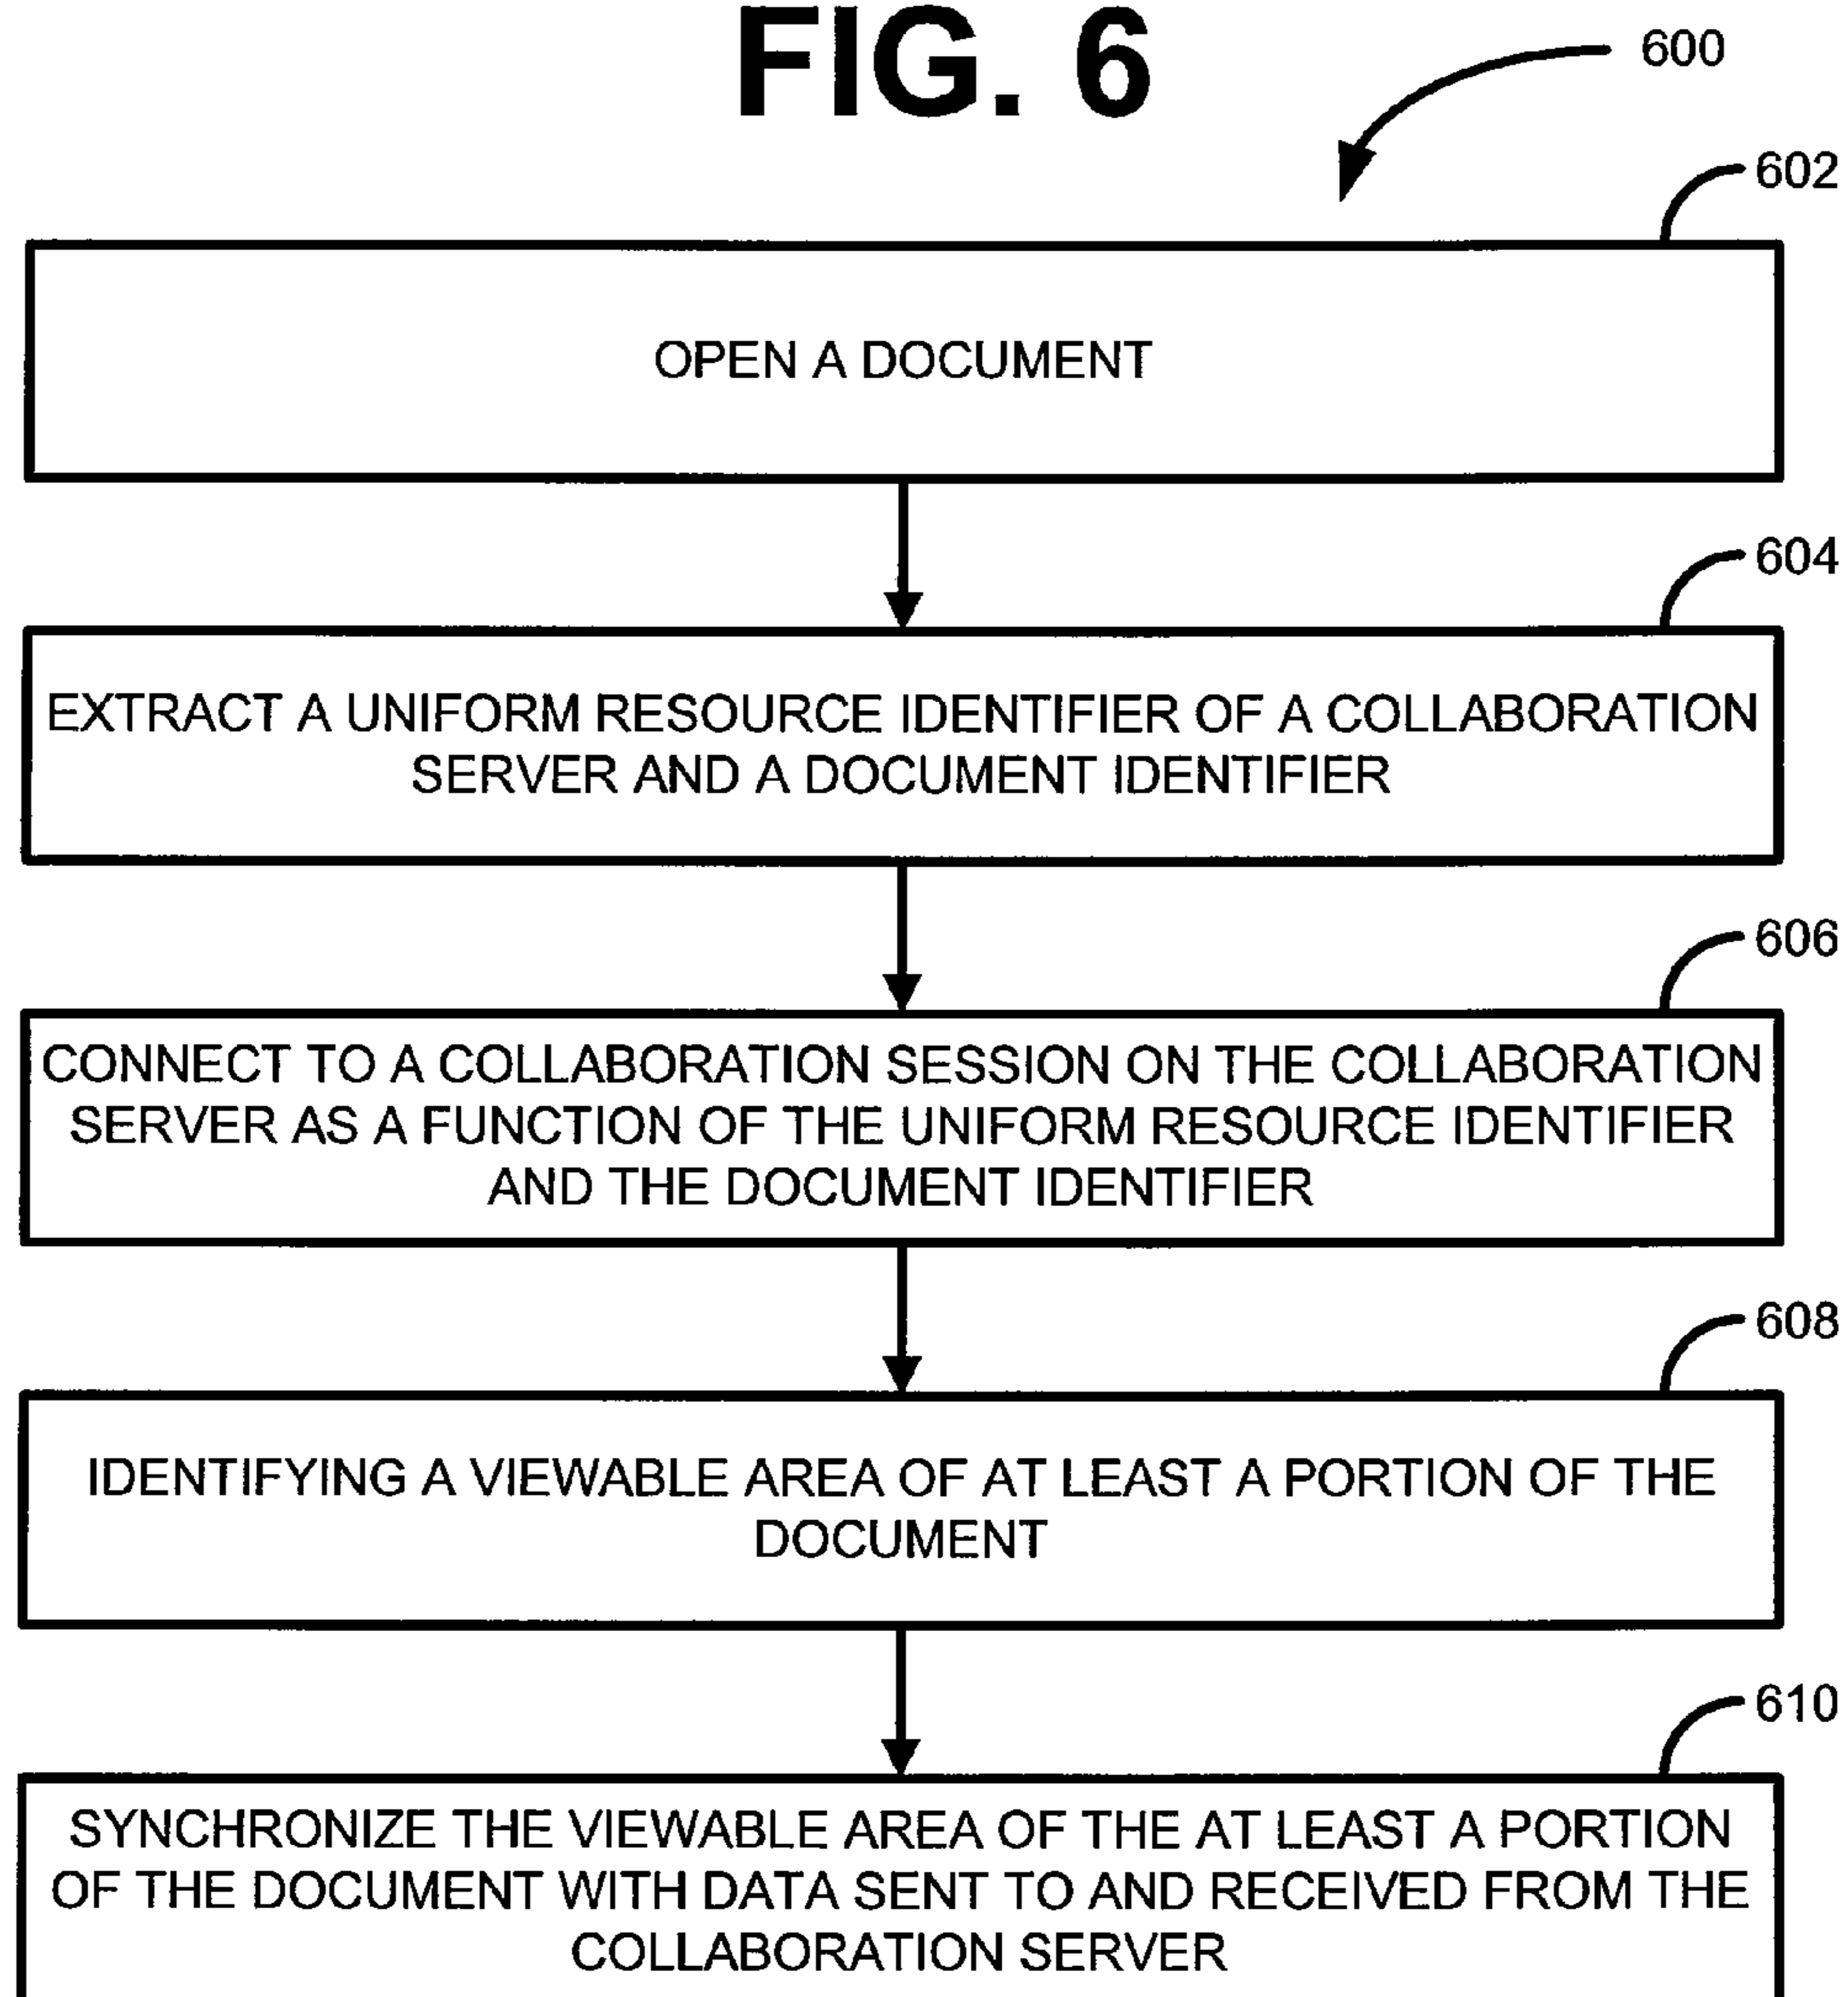 FIG. 6
600
602
OPEN A DOCUMENT
604
EXTRACT A UNIFORM RESOURCE IDENTIFIER OF A COLLABORATION
SERVER AND A DOCUMENT IDENTIFIER
606
CONNECT TO A COLLABORATION SESSION ON THE COLLABORATION
SERVER AS A FUNCTION OF THE UNIFORM RESOURCE IDENTIFIER
AND THE DOCUMENT IDENTIFIER
608
IDENTIFYING A VIEWABLE AREA OF AT LEAST A PORTION OF THE
DOCUMENT
610
SYNCHRONIZE THE VIEWABLE AREA OF THE AT LEAST A PORTION
OF THE DOCUMENT WITH DATA SENT TO AND RECEIVED FROM THE
COLLABORATION SERVER